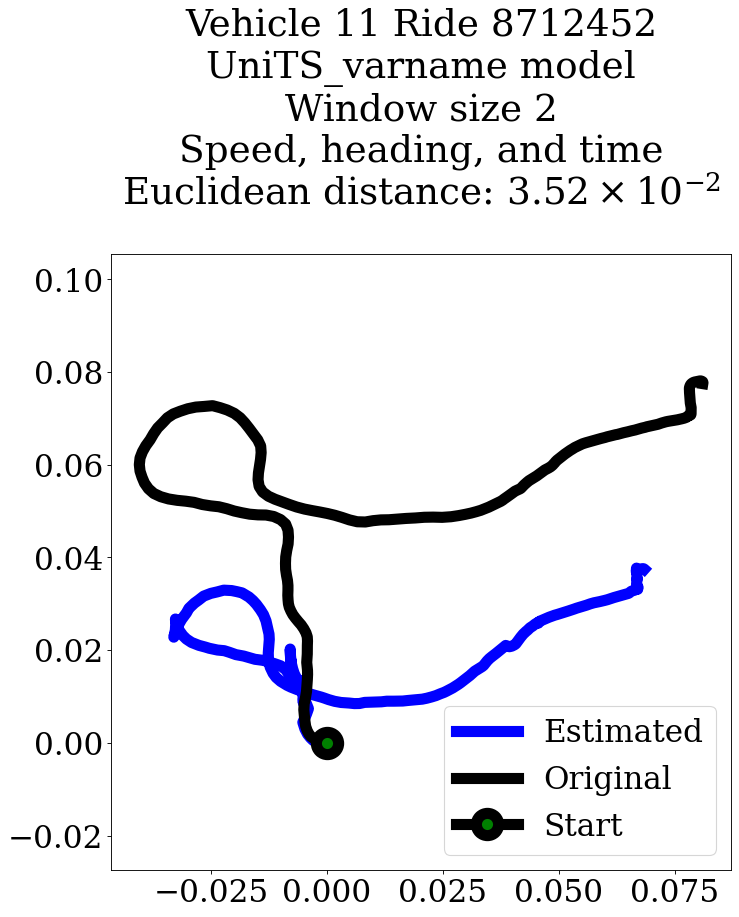 Vehicle 11 Ride 8712452
UniTS_varname model
Window size 2
Speed, heading, and time
Euclidean distance: 3.52 × 10⁻²
0.10
0.08
0.06
0.04
0.02
0.00
−0.02
Estimated
Original
Start
−0.025 0.000 0.025 0.050 0.075